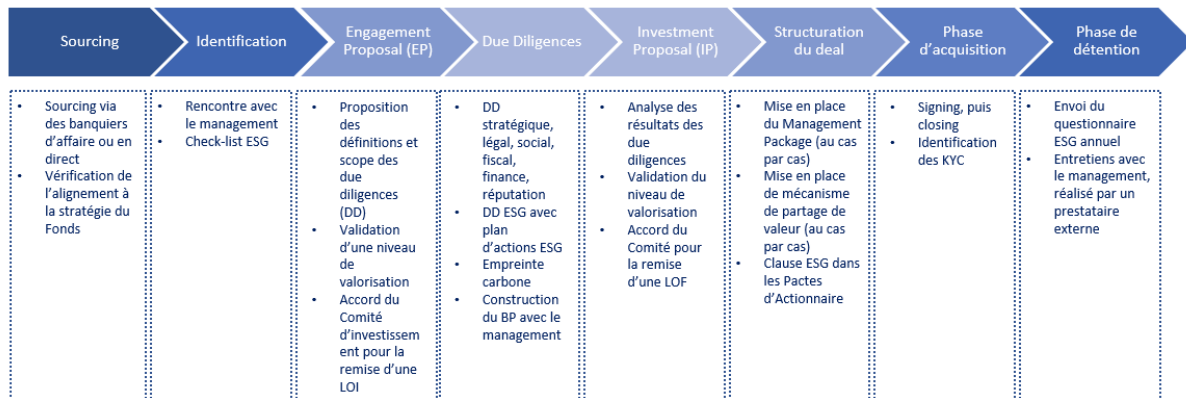 Sourcing
Identification
Engagement
Proposal (EP)
Due Diligences
Investment
Proposal (IP)
Structuration
du deal
Phase
d'acquisition
Phase de
détention
• Sourcing via
des banquiers
d'affaire ou en
direct
• Vérification de
l'alignement à
la stratégie du
Fonds
• Rencontre avec
le management
• Check-list ESG
• Proposition
des
définitions et
scope des
due
diligences
(DD)
• Validation
d'une niveau
de
valorisation
• Accord du
Comité
d'investissem
ent pour la
remise d'une
LOI
• DD
stratégique,
légal, social,
fiscal,
finance,
réputation
• DD ESG avec
plan
d'actions ESG
• Empreinte
carbone
• Construction
du BP avec le
management
• Analyse des
résultats des
due
diligences
• Validation du
niveau de
valorisation
• Accord du
Comité pour
la remise
d'une LOF
• Mise en place
du Management
Package (au cas
par cas)
• Mise en place
de mécanisme
de partage de
valeur (au cas
par cas)
• Clause ESG dans
les Pactes
d'Actionnaire
• Signing, puis
closing
• Identification
des KYC
• Envoi du
questionnaire
ESG annuel
• Entretiens avec
le management,
réalisé par un
prestataire
externe